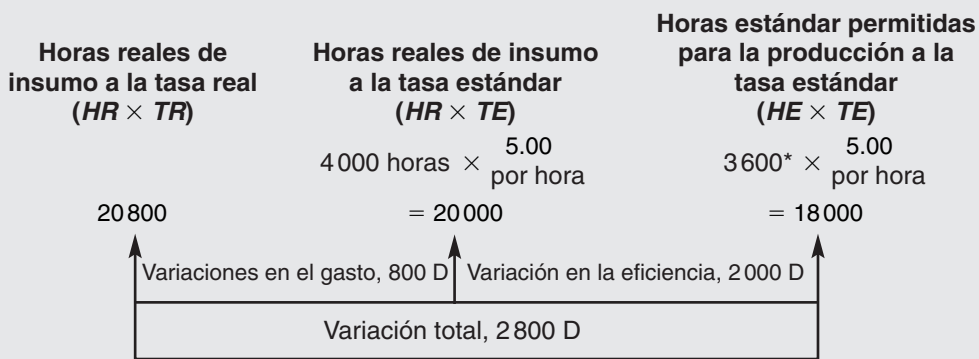 Horas reales de
insumo a la tasa real
(HR × TR)
Horas reales de insumo
a la tasa estándar
(HR × TE)
Horas estándar permitidas
para la producción a la
tasa estándar
(HE × TE)
4 000 horas × 5.00
por hora
3 600* × 5.00
por hora
20 800
= 20 000
= 18 000
Variaciones en el gasto, 800 D
Variación en la eficiencia, 2 000 D
Variación total, 2 800 D